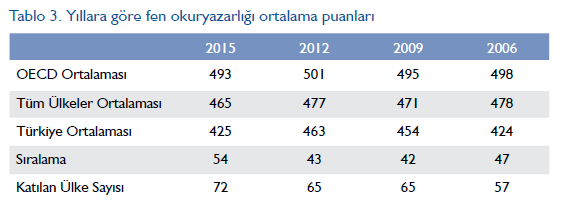 Tablo 3. Yıllara göre fen okuryazarlığı ortalama puanları
2015 2012 2009 2006
OECD Ortalaması 493 501 495 498
Tüm Ülkeler Ortalaması 465 477 471 478
Türkiye Ortalaması 425 463 454 424
Sıralama 54 43 42 47
Katılan Ülke Sayısı 72 65 65 57